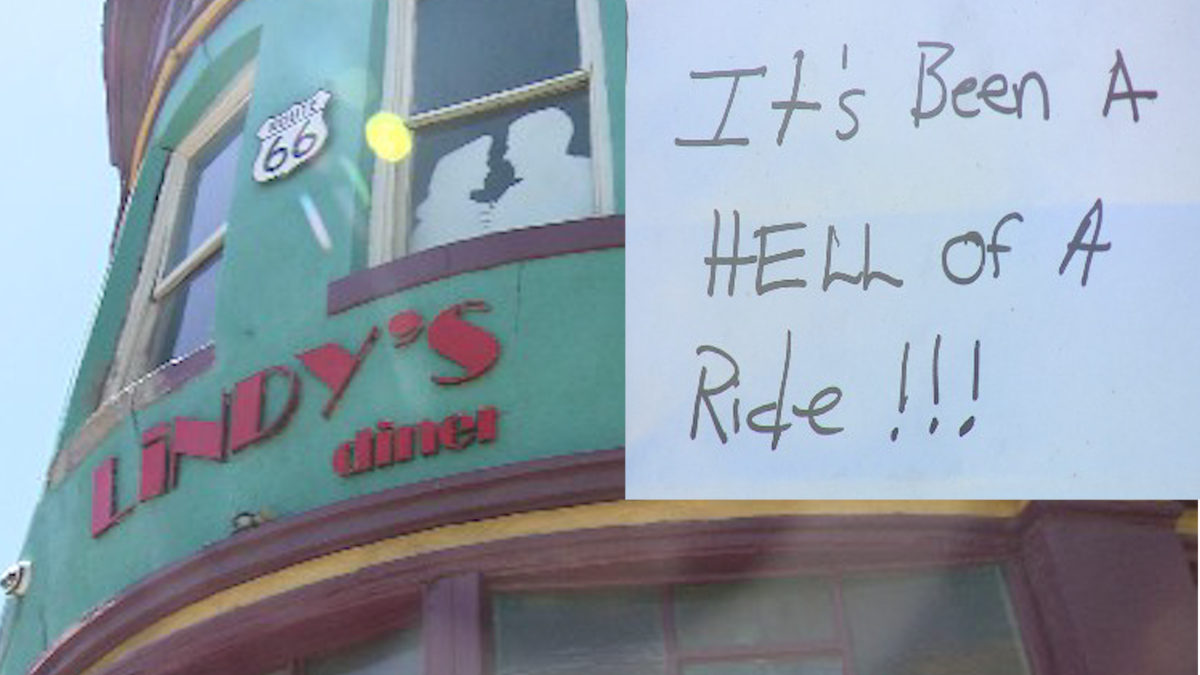 ROUTE
66
LiNDY'S
diner
It's Been A
HELL of A
Ride !!!